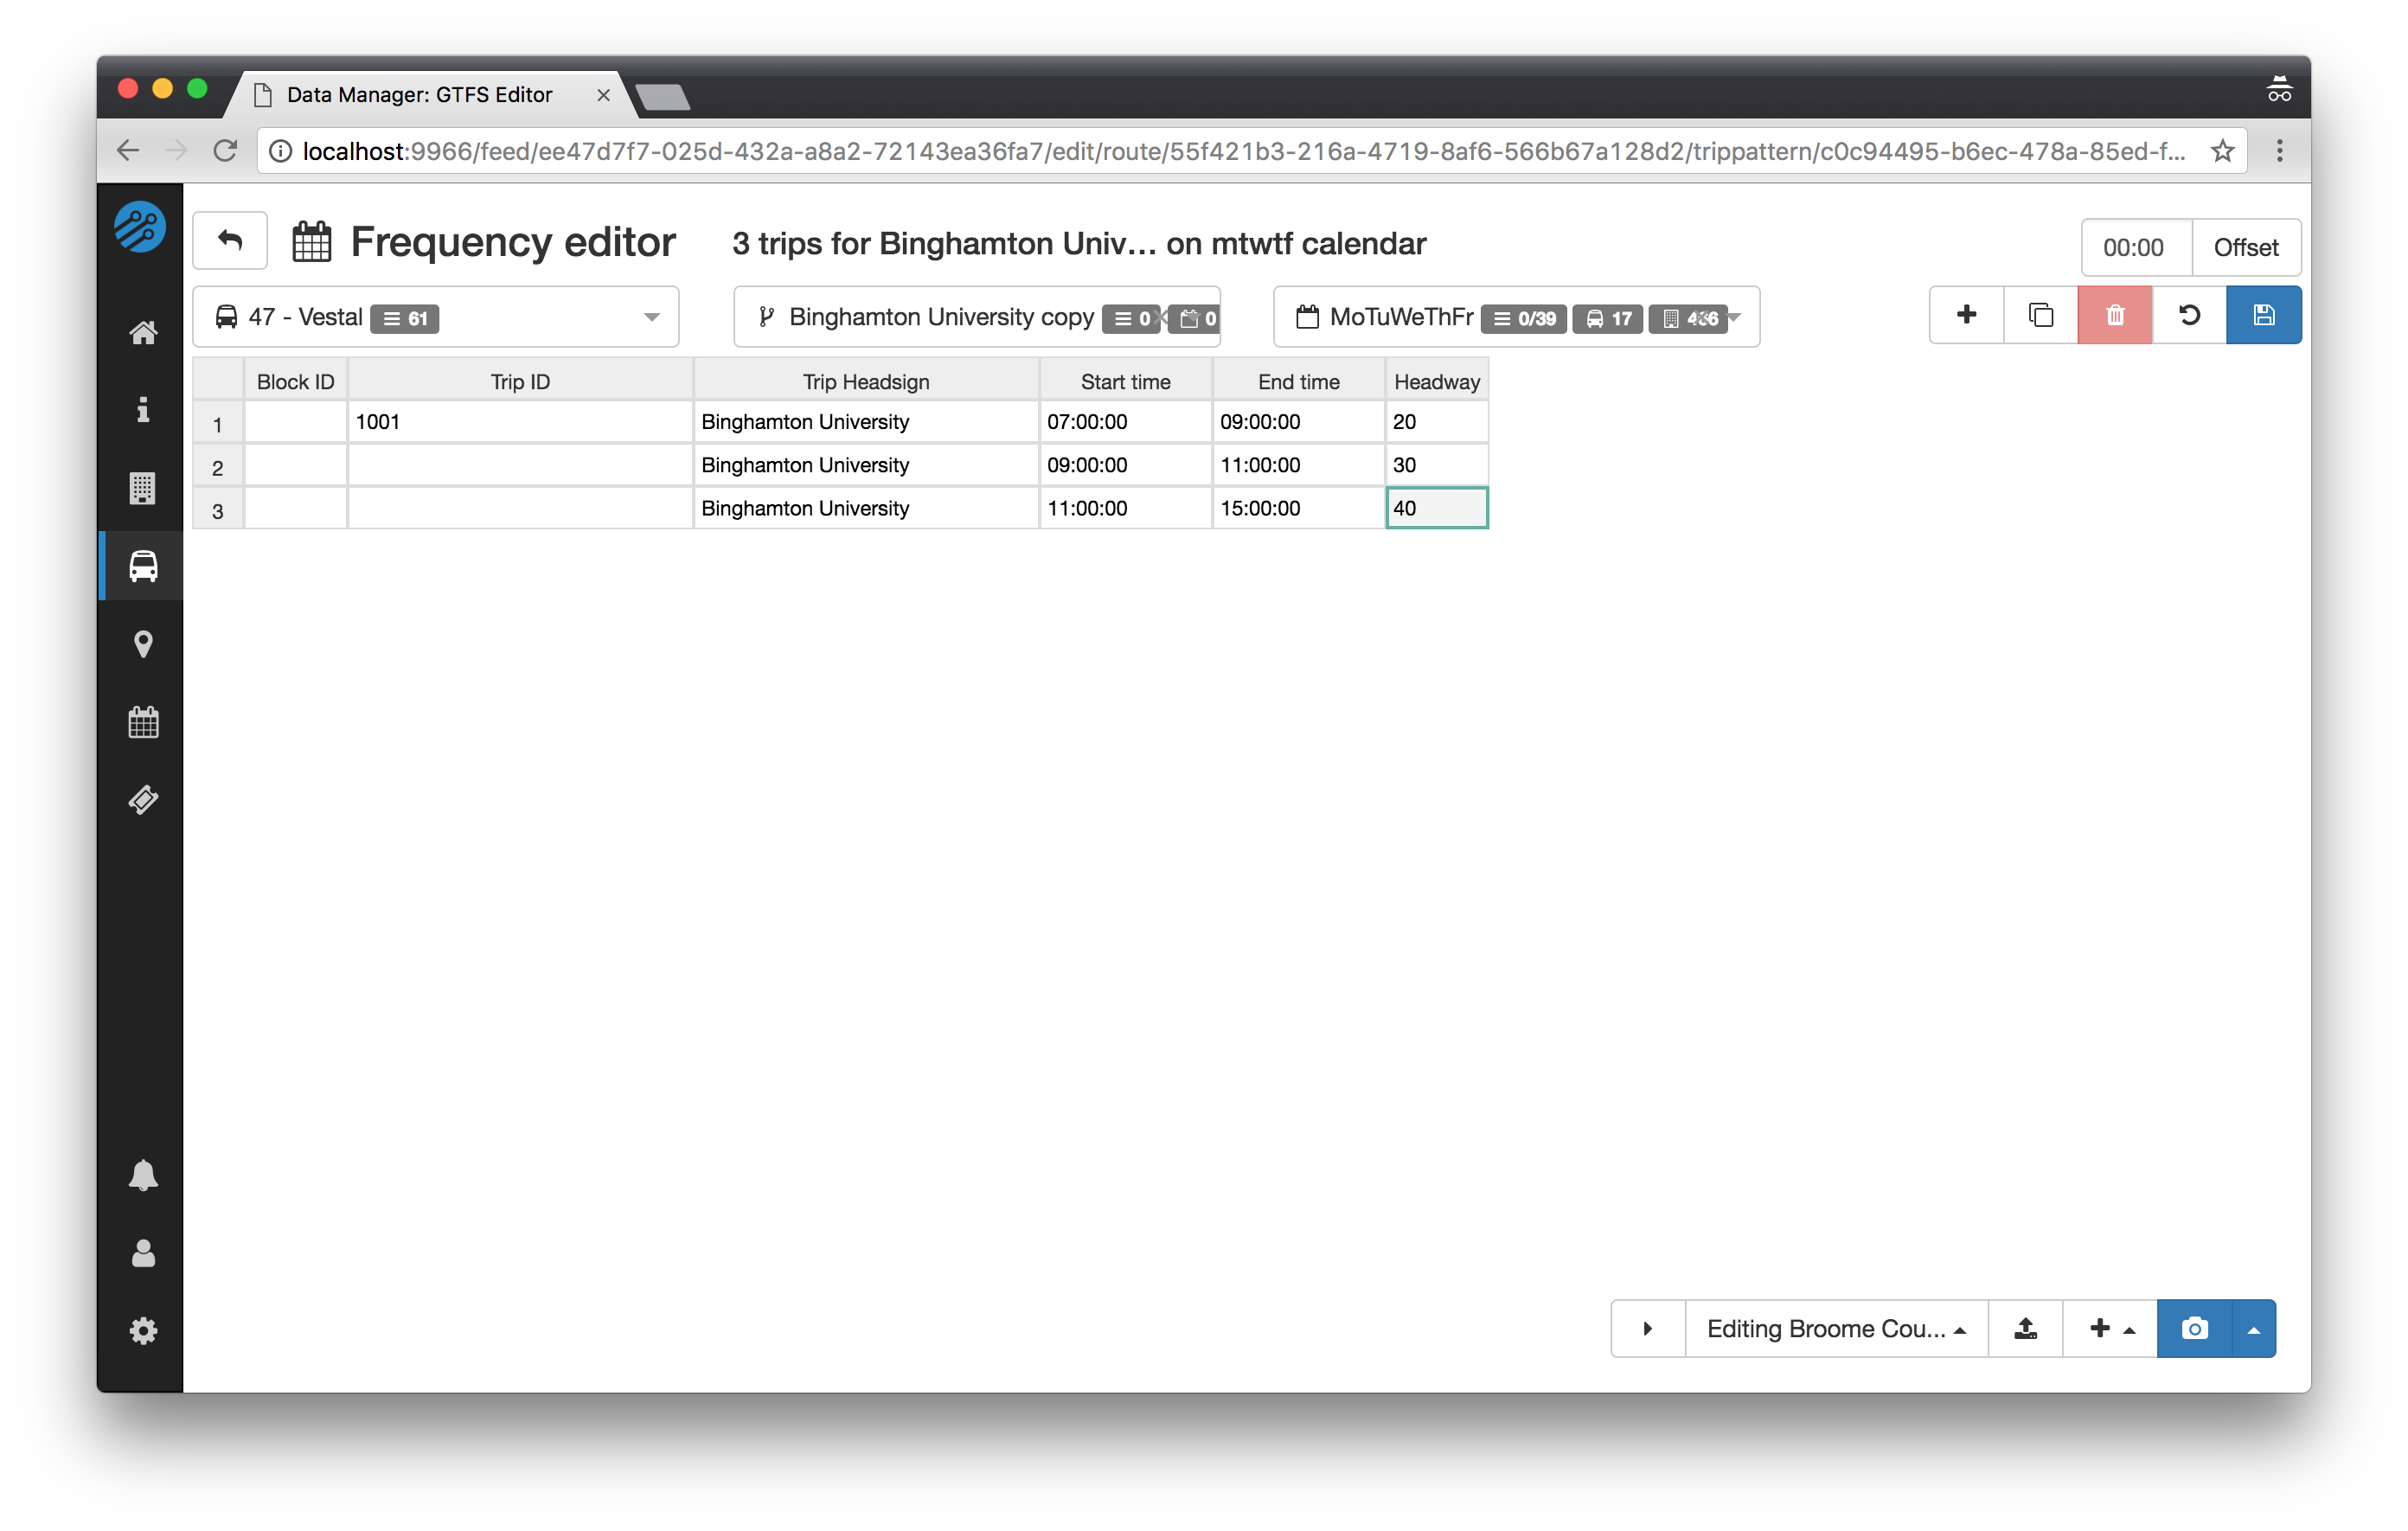 Data Manager: GTFS Editor
localhost:9966/feed/ee47d7f7-025d-432a-a8a2-72143ea36fa7/edit/route/55f421b3-216a-4719-8af6-566b67a128d2/trippattern/c0c94495-b6ec-478a-85ed-f...
Frequency editor 3 trips for Binghamton Univ... on mtwtf calendar 00:00 Offset
47 - Vestal 61 Binghamton University copy 0 0 MoTuWeThFr 0/39 17
Block ID Trip ID Trip Headsign Start time End time Headway
1 1001 Binghamton University 07:00:00 09:00:00 20
2 Binghamton University 09:00:00 11:00:00 30
3 Binghamton University 11:00:00 15:00:00 40
Editing Broome Cou...